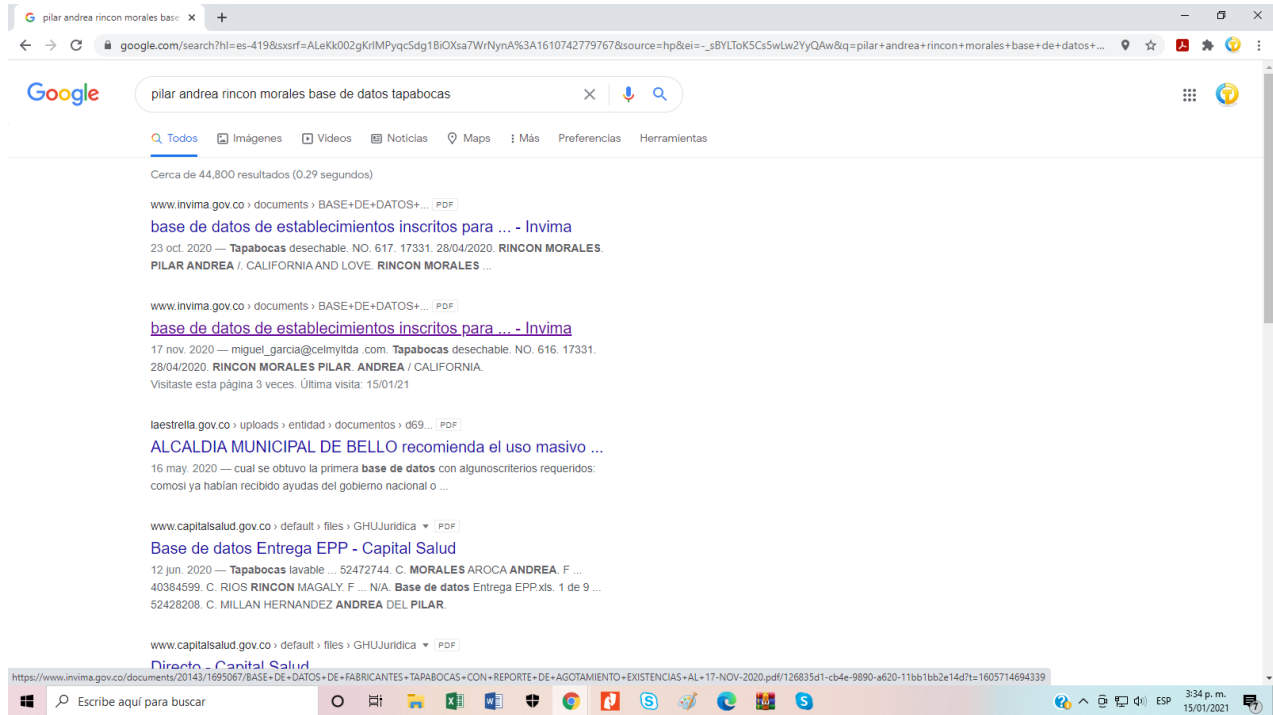 pilar andrea rincon morales base
google.com/search?hl=es-419&sxsrf=ALeKk002gKrIMPyqcSdg1BiOXsa7WrNynA%3A1610742779767&source=hp&ei=-_sBYLToK5Cs5wLw2YyQAw&q=pilar+andrea+rincon+morales+base+de+datos+...
Google
pilar andrea rincon morales base de datos tapabocas
Todos Imágenes Videos Noticias Maps Más Preferencias Herramientas
Cerca de 44,800 resultados (0.29 segundos)
www.invima.gov.co › documents › BASE+DE+DATOS+... PDF
base de datos de establecimientos inscritos para ... - Invima
23 oct. 2020 — Tapabocas desechable. NO. 617. 17331. 28/04/2020. RINCON MORALES.
PILAR ANDREA /. CALIFORNIA AND LOVE. RINCON MORALES ...
www.invima.gov.co › documents › BASE+DE+DATOS+... PDF
base de datos de establecimientos inscritos para ... - Invima
17 nov. 2020 — miguel_garcia@celmyltda .com. Tapabocas desechable. NO. 616. 17331.
28/04/2020. RINCON MORALES PILAR. ANDREA / CALIFORNIA.
Visitaste esta página 3 veces. Última visita: 15/01/21
laestrella.gov.co › uploads › entidad › documentos › d69... PDF
ALCALDIA MUNICIPAL DE BELLO recomienda el uso masivo ...
16 may. 2020 — cual se obtuvo la primera base de datos con algunoscriterios requeridos:
comosi ya habían recibido ayudas del gobierno nacional o ...
www.capitalsalud.gov.co › default › files › GHUJuridica PDF
Base de datos Entrega EPP - Capital Salud
12 jun. 2020 — Tapabocas lavable ... 52472744. C. MORALES AROCA ANDREA. F ...
40384599. C. RIOS RINCON MAGALY. F ... N/A. Base de datos Entrega EPP.xls. 1 de 9 ...
52428208. C. MILLAN HERNANDEZ ANDREA DEL PILAR.
www.capitalsalud.gov.co › default › files › GHUJuridica PDF
Directo - Capital Salud
https://www.invima.gov.co/documents/20143/1695067/BASE+DE+DATOS+DE+FABRICANTES+TAPABOCAS+CON+REPORTE+DE+AGOTAMIENTO+EXISTENCIAS+AL+17-NOV-2020.pdf/126835d1-cb4e-9890-a620-11bb1bb2e14d?t=1605714694339
Escribe aquí para buscar
ESP
3:34 p. m.
15/01/2021
7